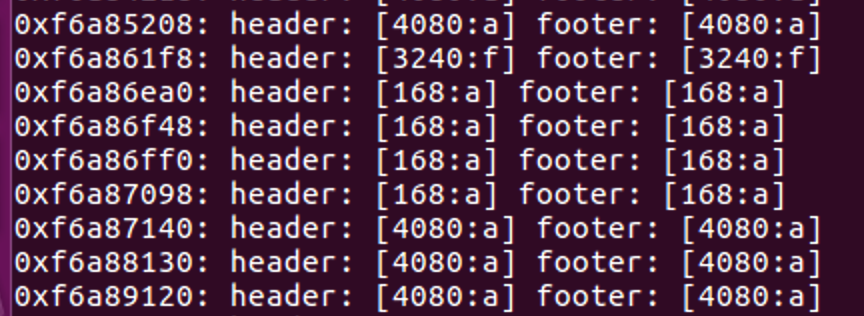 0xf6a85208: header: [4080:a] footer: [4080:a]
0xf6a861f8: header: [3240:f] footer: [3240:f]
0xf6a86ea0: header: [168:a] footer: [168:a]
0xf6a86f48: header: [168:a] footer: [168:a]
0xf6a86ff0: header: [168:a] footer: [168:a]
0xf6a87098: header: [168:a] footer: [168:a]
0xf6a87140: header: [4080:a] footer: [4080:a]
0xf6a88130: header: [4080:a] footer: [4080:a]
0xf6a89120: header: [4080:a] footer: [4080:a]